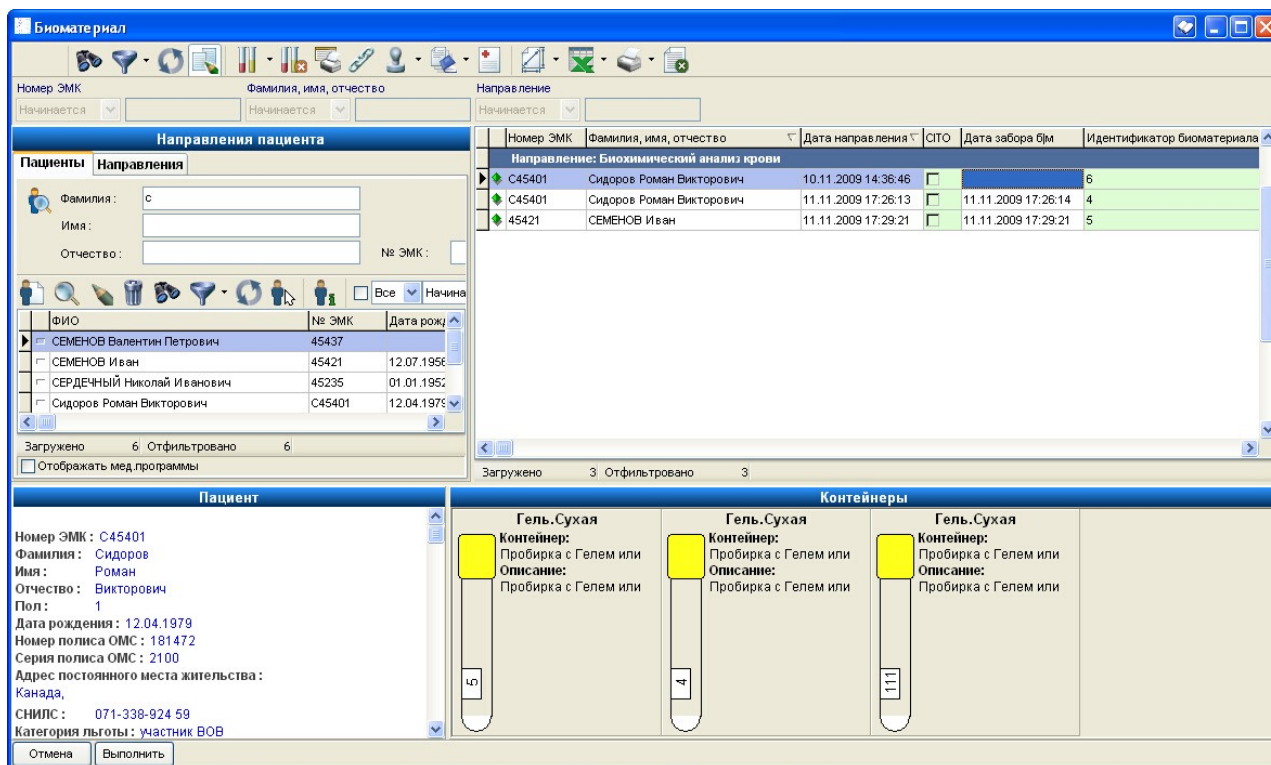 Биоматериал
Номер ЭМК Фамилия, имя, отчество Направление
Начинается Начинается Начинается
Направления пациента
Пациенты Направления
Фамилия : с
Имя :
Отчество : № ЭМК :
Все Начина
ФИО № ЭМК Дата рож
СЕМЕНОВ Валентин Петрович 45437
СЕМЕНОВ Иван 45421 12.07.1956
СЕРДЕЧНЫЙ Николай Иванович 45235 01.01.1952
Сидоров Роман Викторович С45401 12.04.1979
Загружено 6 Отфильтровано 6
Отображать мед.программы
Номер ЭМК Фамилия, имя, отчество Дата направления CITO Дата забора б|м Идентификатор биоматериала
Направление: Биохимический анализ крови
С45401 Сидоров Роман Викторович 10.11.2009 14:36:46 6
С45401 Сидоров Роман Викторович 11.11.2009 17:26:13 11.11.2009 17:26:14 4
45421 СЕМЕНОВ Иван 11.11.2009 17:29:21 11.11.2009 17:29:21 5
Загружено 3 Отфильтровано 3
Пациент
Номер ЭМК : С45401
Фамилия : Сидоров
Имя : Роман
Отчество : Викторович
Пол : 1
Дата рождения : 12.04.1979
Номер полиса ОМС : 181472
Серия полиса ОМС : 2100
Адрес постоянного места жительства :
Канада,
СНИЛС : 071-338-924 59
Категория льготы : участник ВОВ
Контейнеры
Гель.Сухая Гель.Сухая Гель.Сухая
Контейнер: Контейнер: Контейнер:
Пробирка с Гелем или Пробирка с Гелем или Пробирка с Гелем или
Описание: Описание: Описание:
Пробирка с Гелем или Пробирка с Гелем или Пробирка с Гелем или
5 4 111
Отмена Выполнить